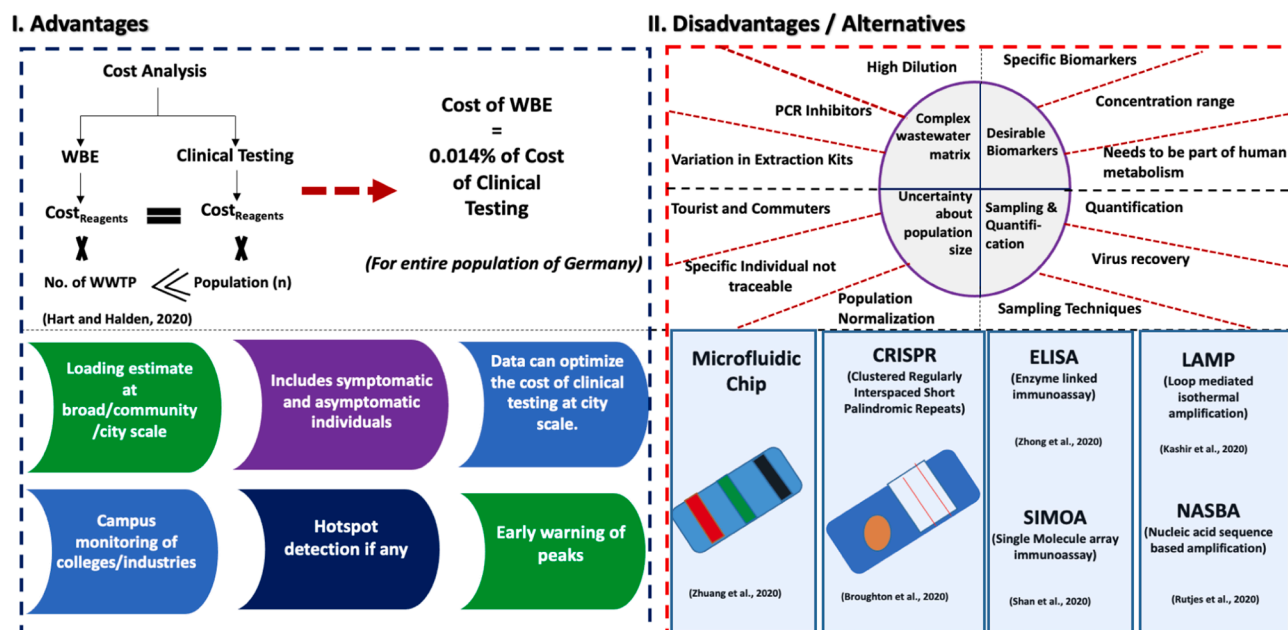 I. Advantages
Cost Analysis
WBE
Clinical Testing
CostReagents
=
CostReagents
X
X
No. of WWTP
<<
Population (n)
(Hart and Halden, 2020)
Cost of WBE
=
0.014% of Cost
of Clinical
Testing
(For entire population of Germany)
Loading estimate
at
broad/community
/city scale
Includes symptomatic
and asymptomatic
individuals
Data can optimize
the cost of clinical
testing at city
scale.
Campus
monitoring of
colleges/industries
Hotspot
detection if any
Early warning of
peaks
II. Disadvantages / Alternatives
High Dilution
PCR Inhibitors
Variation in Extraction Kits
Complex
wastewater
matrix
Specific Biomarkers
Concentration range
Needs to be part of human
metabolism
Desirable
Biomarkers
Tourist and Commuters
Specific Individual not
traceable
Population
Normalization
Uncertainty
about
population
size
Sampling &
Quantifi-
cation
Quantification
Virus recovery
Sampling Techniques
Microfluidic
Chip
(Zhuang et al., 2020)
CRISPR
(Clustered Regularly
Interspaced Short
Palindromic Repeats)
(Broughton et al., 2020)
ELISA
(Enzyme linked
immunoassay)
(Zhong et al., 2020)
SIMOA
(Single Molecule array
immunoassay)
(Shan et al., 2020)
LAMP
(Loop mediated
isothermal
amplification)
(Kashir et al., 2020)
NASBA
(Nucleic acid sequence
based amplification)
(Rutjes et al., 2020)